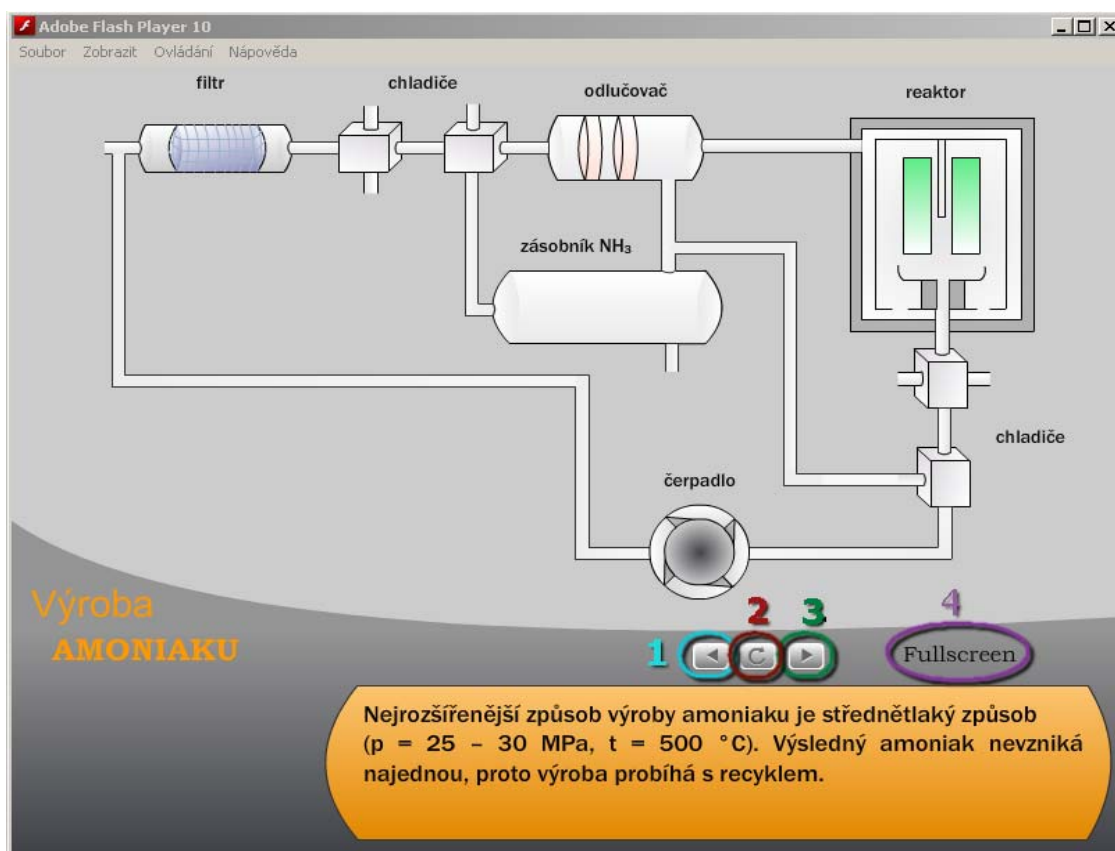 Adobe Flash Player 10
Soubor Zobrazit Ovládání Nápověda
filtr
chladiče
odlučovač
reaktor
zásobník NH₃
chladiče
čerpadlo
Výroba
AMONIAKU
1
2
3
4
Fullscreen
Nejrozšířenější způsob výroby amoniaku je střednětlaký způsob
(p = 25 – 30 MPa, t = 500 °C). Výsledný amoniak nevzniká
najednou, proto výroba probíhá s recyklem.